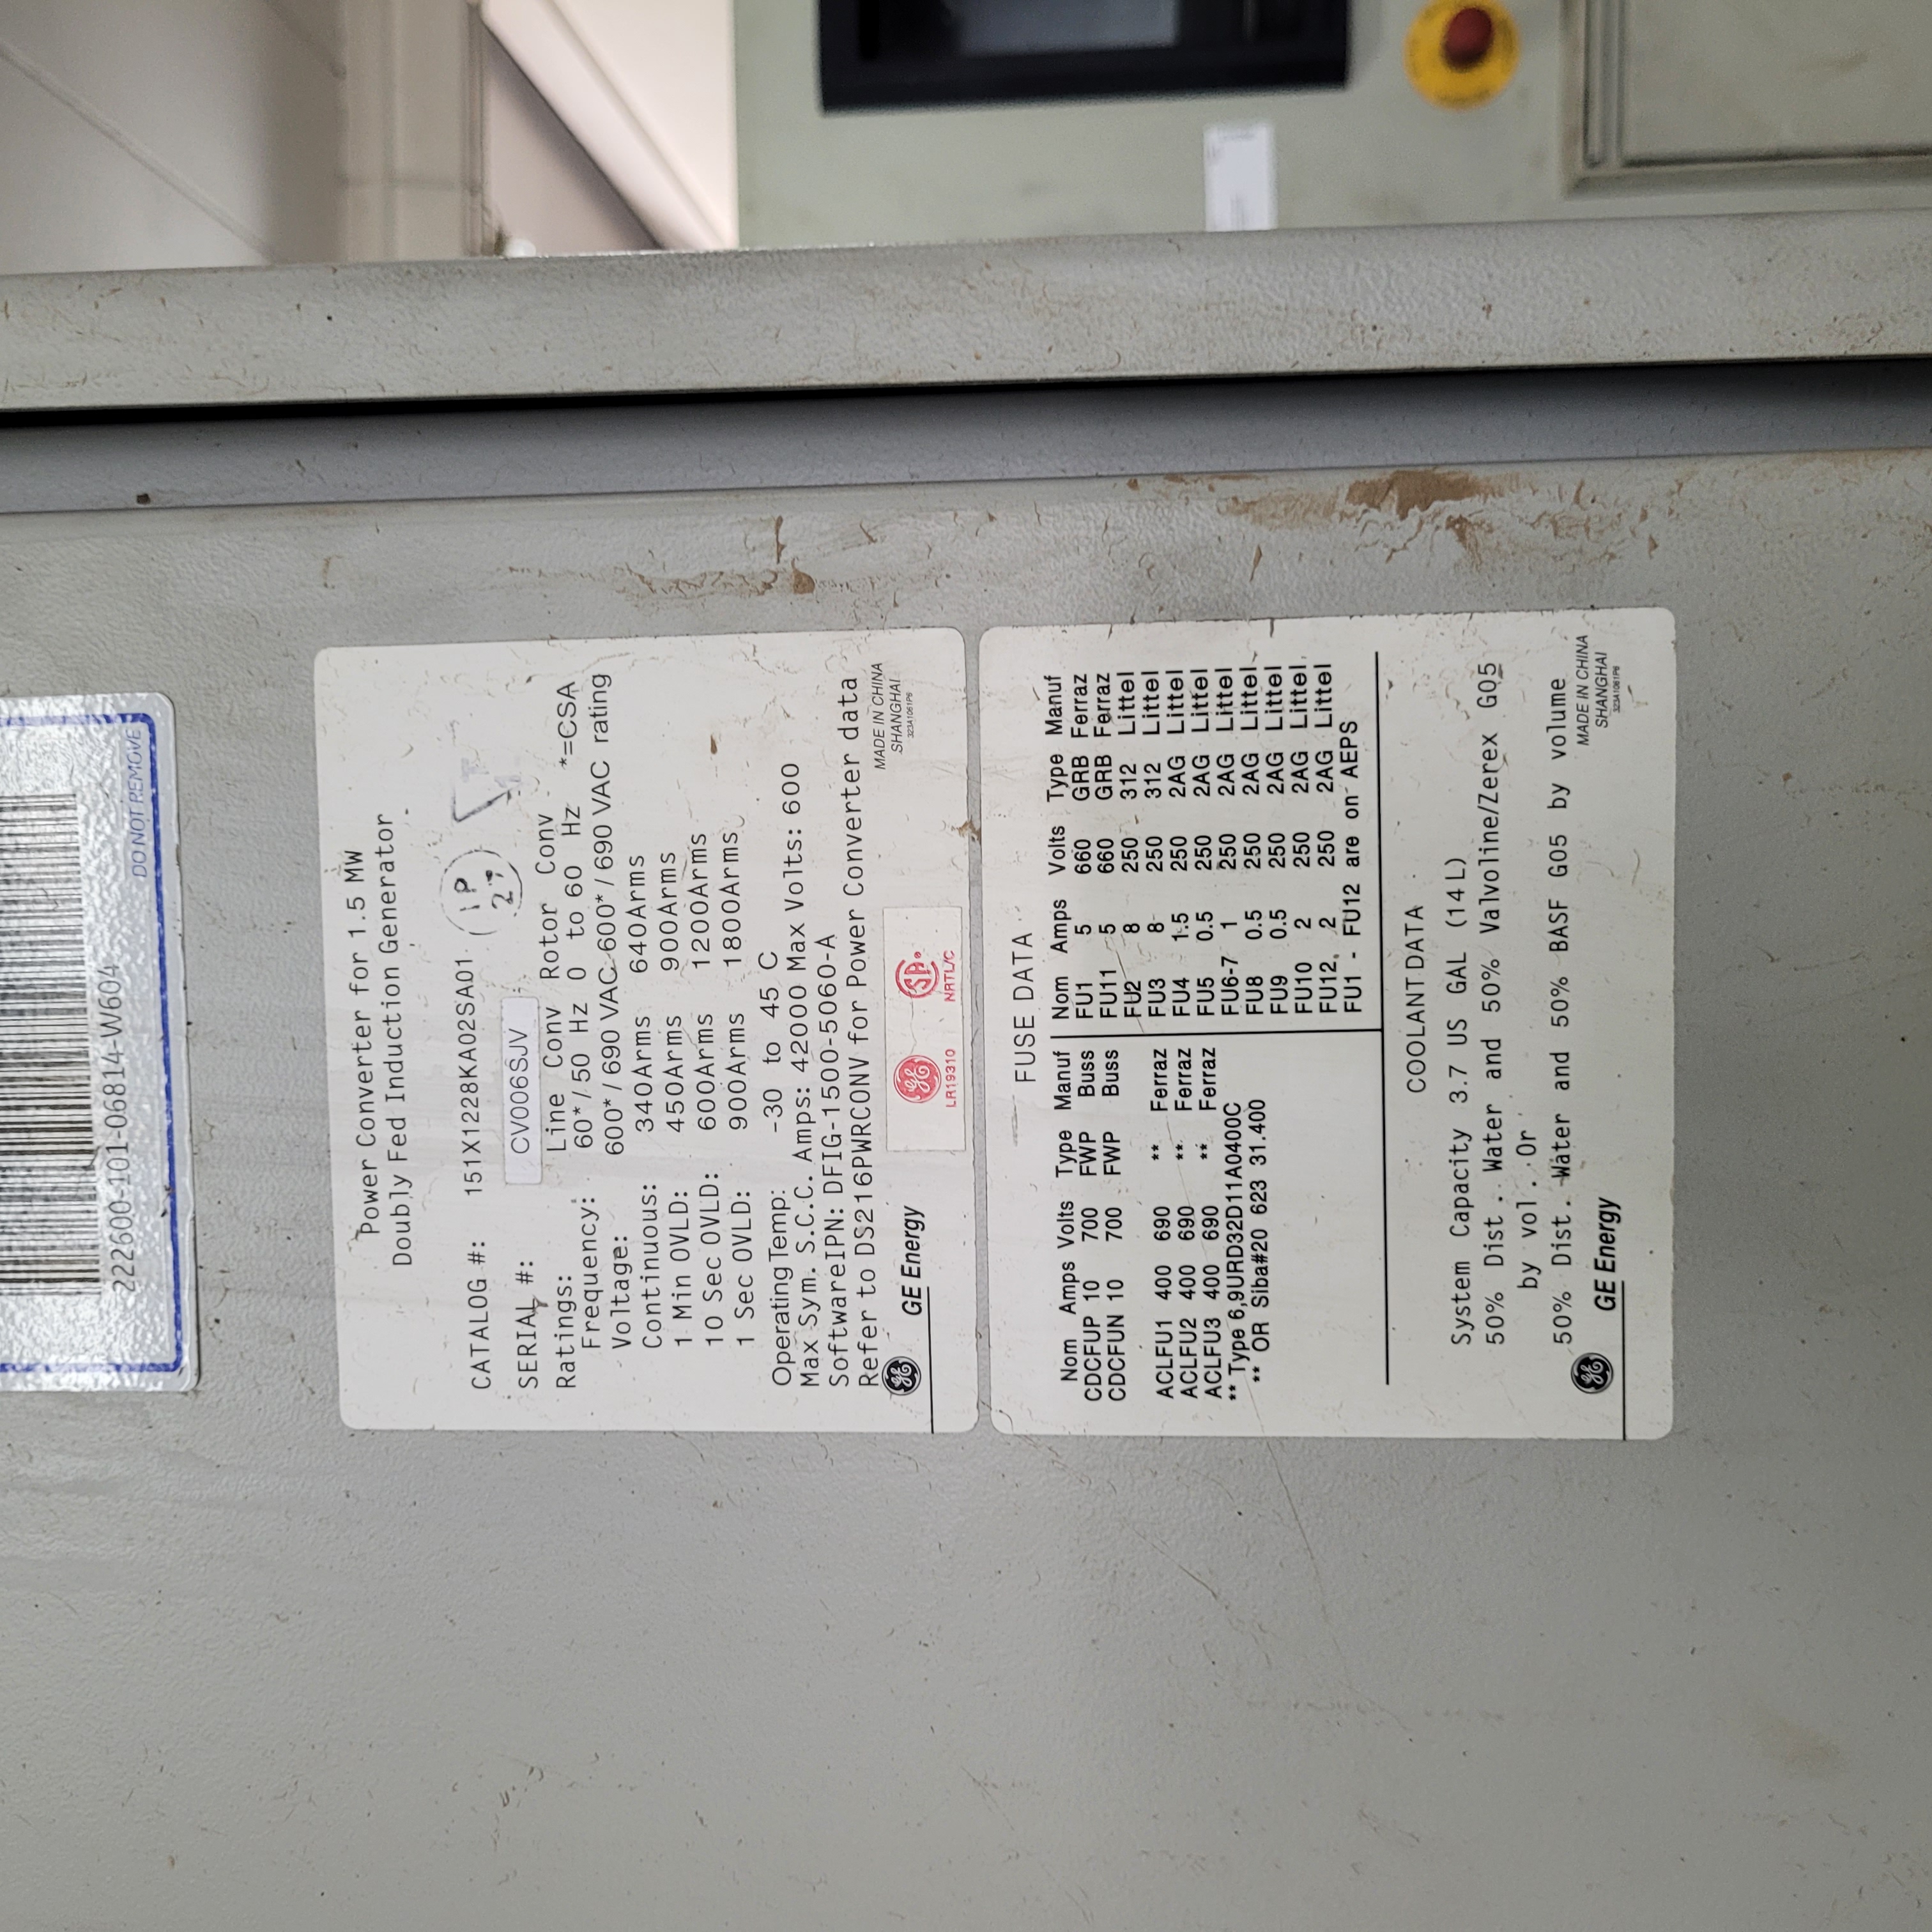 DO NOT REMOVE
222600-101-06814-W604
Power Converter for 1.5 MW
Doubly Fed Induction Generator
CATALOG #: 151X1228KA02SA01
1P
SERIAL #: CV006SJV
Ratings: Line Conv Rotor Conv *=CSA
Frequency: 60*/50 Hz 0 to 60 Hz
Voltage: 600*/690 VAC 600*/690 VAC rating
Continuous: 340Arms 640Arms
1 Min OVLD: 450Arms 900Arms
10 Sec OVLD: 600Arms 1200Arms
1 Sec OVLD: 900Arms 1800Arms
Operating Temp: -30 to 45 C
Max Sym. S.C.C. Amps: 42000 Max Volts: 600
SoftwareIPN: DFIG-1500-5060-A
Refer to DS216PWRCONV for Power Converter data
GE Energy
LR19310 NRTL/C
MADE IN CHINA
SHANGHAI
FUSE DATA
Nom Amps Volts Type Manuf
CDCFUP 10 700 FWP Buss
CDCFUN 10 700 FWP Buss
ACLFU1 400 690 ** Ferraz
ACLFU2 400 690 ** Ferraz
ACLFU3 400 690 ** Ferraz
** Type 6,9URD32D11A0400C
** OR Siba#20 623 31.400
Nom Amps Volts Type Manuf
FU1 5 660 GRB Ferraz
FU11 5 660 GRB Ferraz
FU2 8 250 312 Littel
FU3 8 250 312 Littel
FU4 1.5 250 2AG Littel
FU5 0.5 250 2AG Littel
FU6-7 1 250 2AG Littel
FU8 0.5 250 2AG Littel
FU9 0.5 250 2AG Littel
FU10 2 250 2AG Littel
FU12 2 250 2AG Littel
FU1 - FU12 are on AEPS
COOLANT DATA
System Capacity 3.7 US GAL (14 L)
50% Dist. Water and 50% Valvoline/Zerex G05
by vol. Or
50% Dist. Water and 50% BASF G05 by volume
GE Energy
MADE IN CHINA
SHANGHAI